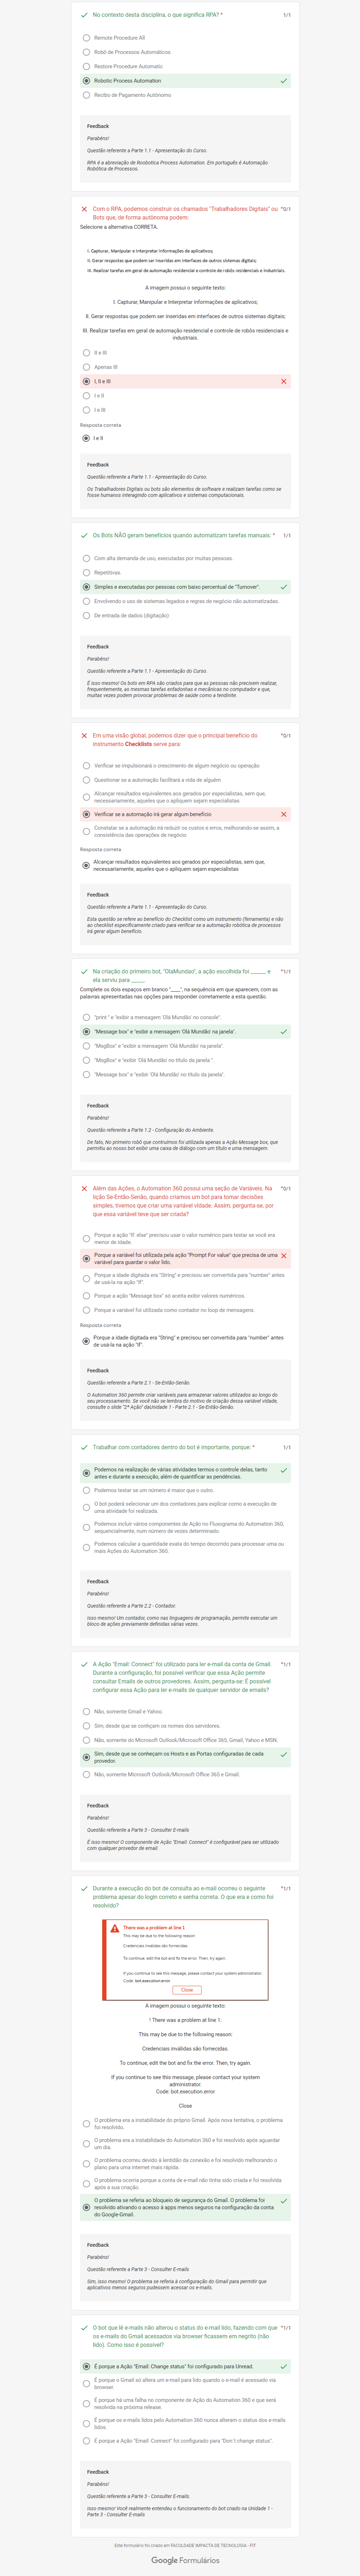 No contexto desta disciplina, o que significa RPA? * 1/1
Remote Procedure All
Robô de Processos Automáticos
Restore Procedure Automatic
Robotic Process Automation
Recibo de Pagamento Autônomo
Feedback
Parabéns!
Questão referente a Parte 1.1 - Apresentação do Curso.
RPA é a abreviação de Roobotica Process Automation. Em português é Automação
Robótica de Processos.
Com o RPA, podemos construir os chamados "Trabalhadores Digitais" ou *0/1
Bots que, de forma autônoma podem:
Selecione a alternativa CORRETA.
I. Capturar, Manipular e Interpretar informações de aplicativos;
II. Gerar respostas que podem ser inseridas em interfaces de outros sistemas digitais;
III. Realizar tarefas em geral de automação residencial e controle de robôs residenciais e industriais.
A imagem possui o seguinte texto:
I. Capturar, Manipular e Interpretar informações de aplicativos;
II. Gerar respostas que podem ser inseridas em interfaces de outros sistemas digitais;
III. Realizar tarefas em geral de automação residencial e controle de robôs residenciais e
industriais.
II e III
Apenas III
I, II e III
I e II
I e III
Resposta correta
I e II
Feedback
Questão referente a Parte 1.1 - Apresentação do Curso.
Os Trabalhadores Digitais ou bots são elementos de software e realizam tarefas como se
fosse humanos interagindo com aplicativos e sistemas computacionais.
Os Bots NÃO geram benefícios quando automatizam tarefas manuais: * 1/1
Com alta demanda de uso, executadas por muitas pessoas.
Repetitivas.
Simples e executadas por pessoas com baixo percentual de "Turnover".
Envolvendo o uso de sistemas legados e regras de negócio não automatizadas.
De entrada de dados (digitação)
Feedback
Parabéns!
Questão referente a Parte 1.1 - Apresentação do Curso.
É isso mesmo! Os bots em RPA são criados para que as pessoas não precisem realizar,
frequentemente, as mesmas tarefas enfadonhas e mecânicas no computador e que,
muitas vezes podem provocar problemas de saúde como a tendinite.
Em uma visão global, podemos dizer que o principal benefício do *0/1
instrumento Checklists serve para:
Verificar se impulsionará o crescimento de algum negócio ou operação
Questionar se a automação facilitará a vida de alguém
Alcançar resultados equivalentes aos gerados por especialistas, sem que,
necessariamente, aqueles que o apliquem sejam especialistas
Verificar se a automação irá gerar algum benefício
Constatar se a automação irá reduzir os custos e erros, melhorando-se assim, a
consistência das operações de negócio
Resposta correta
Alcançar resultados equivalentes aos gerados por especialistas, sem que,
necessariamente, aqueles que o apliquem sejam especialistas
Feedback
Questão referente a Parte 1.1 - Apresentação do Curso.
Esta questão se refere ao benefício do Checklist como um instrumento (ferramenta) e não
ao checklist especificamente criado para verificar se a automação robótica de processos
irá gerar algum benefício.
Na criação do primeiro bot, "OlaMundao", a ação escolhida foi ______ e *1/1
ela serviu para _____.
Complete os dois espaços em branco "____", na sequência em que aparecem, com as
palavras apresentadas nas opções para responder corretamente a esta questão.
"print " e "exibir a mensagem 'Olá Mundão' no console".
"Message box" e "exibir a mensagem 'Olá Mundão' na janela".
"MsgBox" e "exibir a mensagem 'Olá Mundão' na janela".
"MsgBox" e "exibir 'Olá Mundão' no título da janela ".
"Message box" e "exibir 'Olá Mundão' no título da janela".
Feedback
Parabéns!
Questão referente a Parte 1.2 - Configuração do Ambiente.
De fato, No primeiro robô que contruímos foi utilizada apenas a Ação Message box, que
permitiu ao nosso bot exibir uma caixa de diálogo com um título e uma mensagem.
Além das Ações, o Automation 360 possui uma seção de Variáveis. Na *0/1
lição Se-Então-Senão, quando criamos um bot para tomar decisões
simples, tivemos que criar uma variável vIdade. Assim, pergunta-se, por
que essa variável teve que ser criada?
Porque a ação "If: else" precisou usar o valor numérico para testar se você era
menor de idade.
Porque a variável foi utilizada pela ação "Prompt For value" que precisa de uma
variável para guardar o valor lido.
Porque a idade digitada era "String" e precisou ser convertida para "number" antes
de usá-la na ação "If".
Porque a ação "Message box" só aceita exibir valores numéricos.
Porque a variável foi utilizada como contador no loop de mensagens.
Resposta correta
Porque a idade digitada era "String" e precisou ser convertida para "number" antes
de usá-la na ação "If".
Feedback
Questão referente a Parte 2.1 - Se-Então-Senão.
O Automation 360 permite criar variáveis para armazenar valores utilizados ao longo do
seu processamento. Se você não se lembra do motivo de criação dessa variável vIdade,
consulte o slide "2ª Ação" daUnidade 1 - Parte 2.1 - Se-Então-Senão.
Trabalhar com contadores dentro do bot é importante, porque: * 1/1
Podemos na realização de várias atividades termos o controle delas, tanto
antes e durante a execução, além de quantificar as pendências.
Podemos testar se um número é maior que o outro.
O bot poderá selecionar um dos contadores para explicar como a execução de
uma atividade foi realizada.
Podemos incluir vários componentes de Ação no Fluxograma do Automation 360,
sequencialmente, num número de vezes determinado.
Podemos calcular a quantidade exata do tempo decorrido para processar uma ou
mais Ações do Automation 360.
Feedback
Parabéns!
Questão referente a Parte 2.2 - Contador.
Isso mesmo! Um contador, como nas linguagens de programação, permite executar um
bloco de ações previamente definidas várias vezes.
A Ação "Email: Connect" foi utilizado para ler e-mail da conta de Gmail. *1/1
Durante a configuração, foi possível verificar que essa Ação permite
consultar Emails de outros provedores. Assim, pergunta-se: É possível
configurar essa Ação para ler e-mails de qualquer servidor de emails?
Não, somente Gmail e Yahoo.
Sim, desde que se conheçam os nomes dos servidores.
Não, somente do Microsoft Outlook/Microsoft Office 365, Gmail, Yahoo e MSN.
Sim, desde que se conheçam os Hosts e as Portas configuradas de cada
provedor.
Não, somente Microsoft Outlook/Microsoft Office 365 e Gmail.
Feedback
Parabéns!
Questão referente a Parte 3 - Consulter E-mails
É isso mesmo! O componente de Ação "Email: Connect" é configurável para ser utilizado
com qualquer provedor de email
Durante a execução do bot de consulta ao e-mail ocorreu o seguinte *1/1
problema apesar do login correto e senha correta. O que era e como foi
resolvido?
There was a problem at line 1
This may be due to the following reason:
Credenciais inválidas são fornecidas
To continue, edit the bot and fix the error. Then, try again.
If you continue to see this message, please contact your system administrator.
Code: bot.execution.error
Close
A imagem possui o seguinte texto:
! There was a problem at line 1:
This may be due to the following reason:
Credenciais inválidas são fornecidas.
To continue, edit the bot and fix the error. Then, try again.
If you continue to see this message, please contact your system
administrator.
Code: bot.execution.error
Close
O problema era a instabilidade do próprio Gmail. Após nova tentativa, o problema
foi resolvido.
O problema era a instabilidade do Automation 360 e foi resolvido após aguardar
um dia.
O problema ocorreu devido à lentidão da conexão e foi resolvido melhorando o
plano para uma internet mais rápida.
O problema ocorria porque a conta de e-mail não tinha sido criada e foi resolvida
após a sua criação.
O problema se referia ao bloqueio de segurança do Gmail. O problema foi
resolvido ativando o acesso à apps menos seguros na configuração da conta
do Google-Gmail.
Feedback
Parabéns!
Questão referente a Parte 3 - Consulter E-mails
Sim, isso mesmo! O problema se referia à configuração do Gmail para permitir que
aplicativos menos seguros pudessem acessar os e-mails.
O bot que lê e-mails não alterou o status do e-mail lido, fazendo com que *1/1
os e-mails do Gmail acessados via browser ficassem em negrito (não
lido). Como isso é possível?
É porque a Ação "Email: Change status" foi configurado para Unread.
É porque o Gmail só altera um e-mail para lido quando o e-mail é acessado via
browser.
É porque há uma falha no componente de Ação do Automation 360 e que será
resolvida na próxima release.
É porque os e-mails lidos pelo Automation 360 nunca alteram o status dos e-mails
lidos.
É porque a Ação "Email: Connect" foi configurado para "Don´t change status".
Feedback
Parabéns!
Questão referente a Parte 3 - Consulter E-mails.
Isso mesmo! Você realmente entendeu o funcionamento do bot criado na Unidade 1 -
Parte 3 - Consulter E-mails
Este formulário foi criado em FACULDADE IMPACTA DE TECNOLOGIA - FIT.
Google Formulários